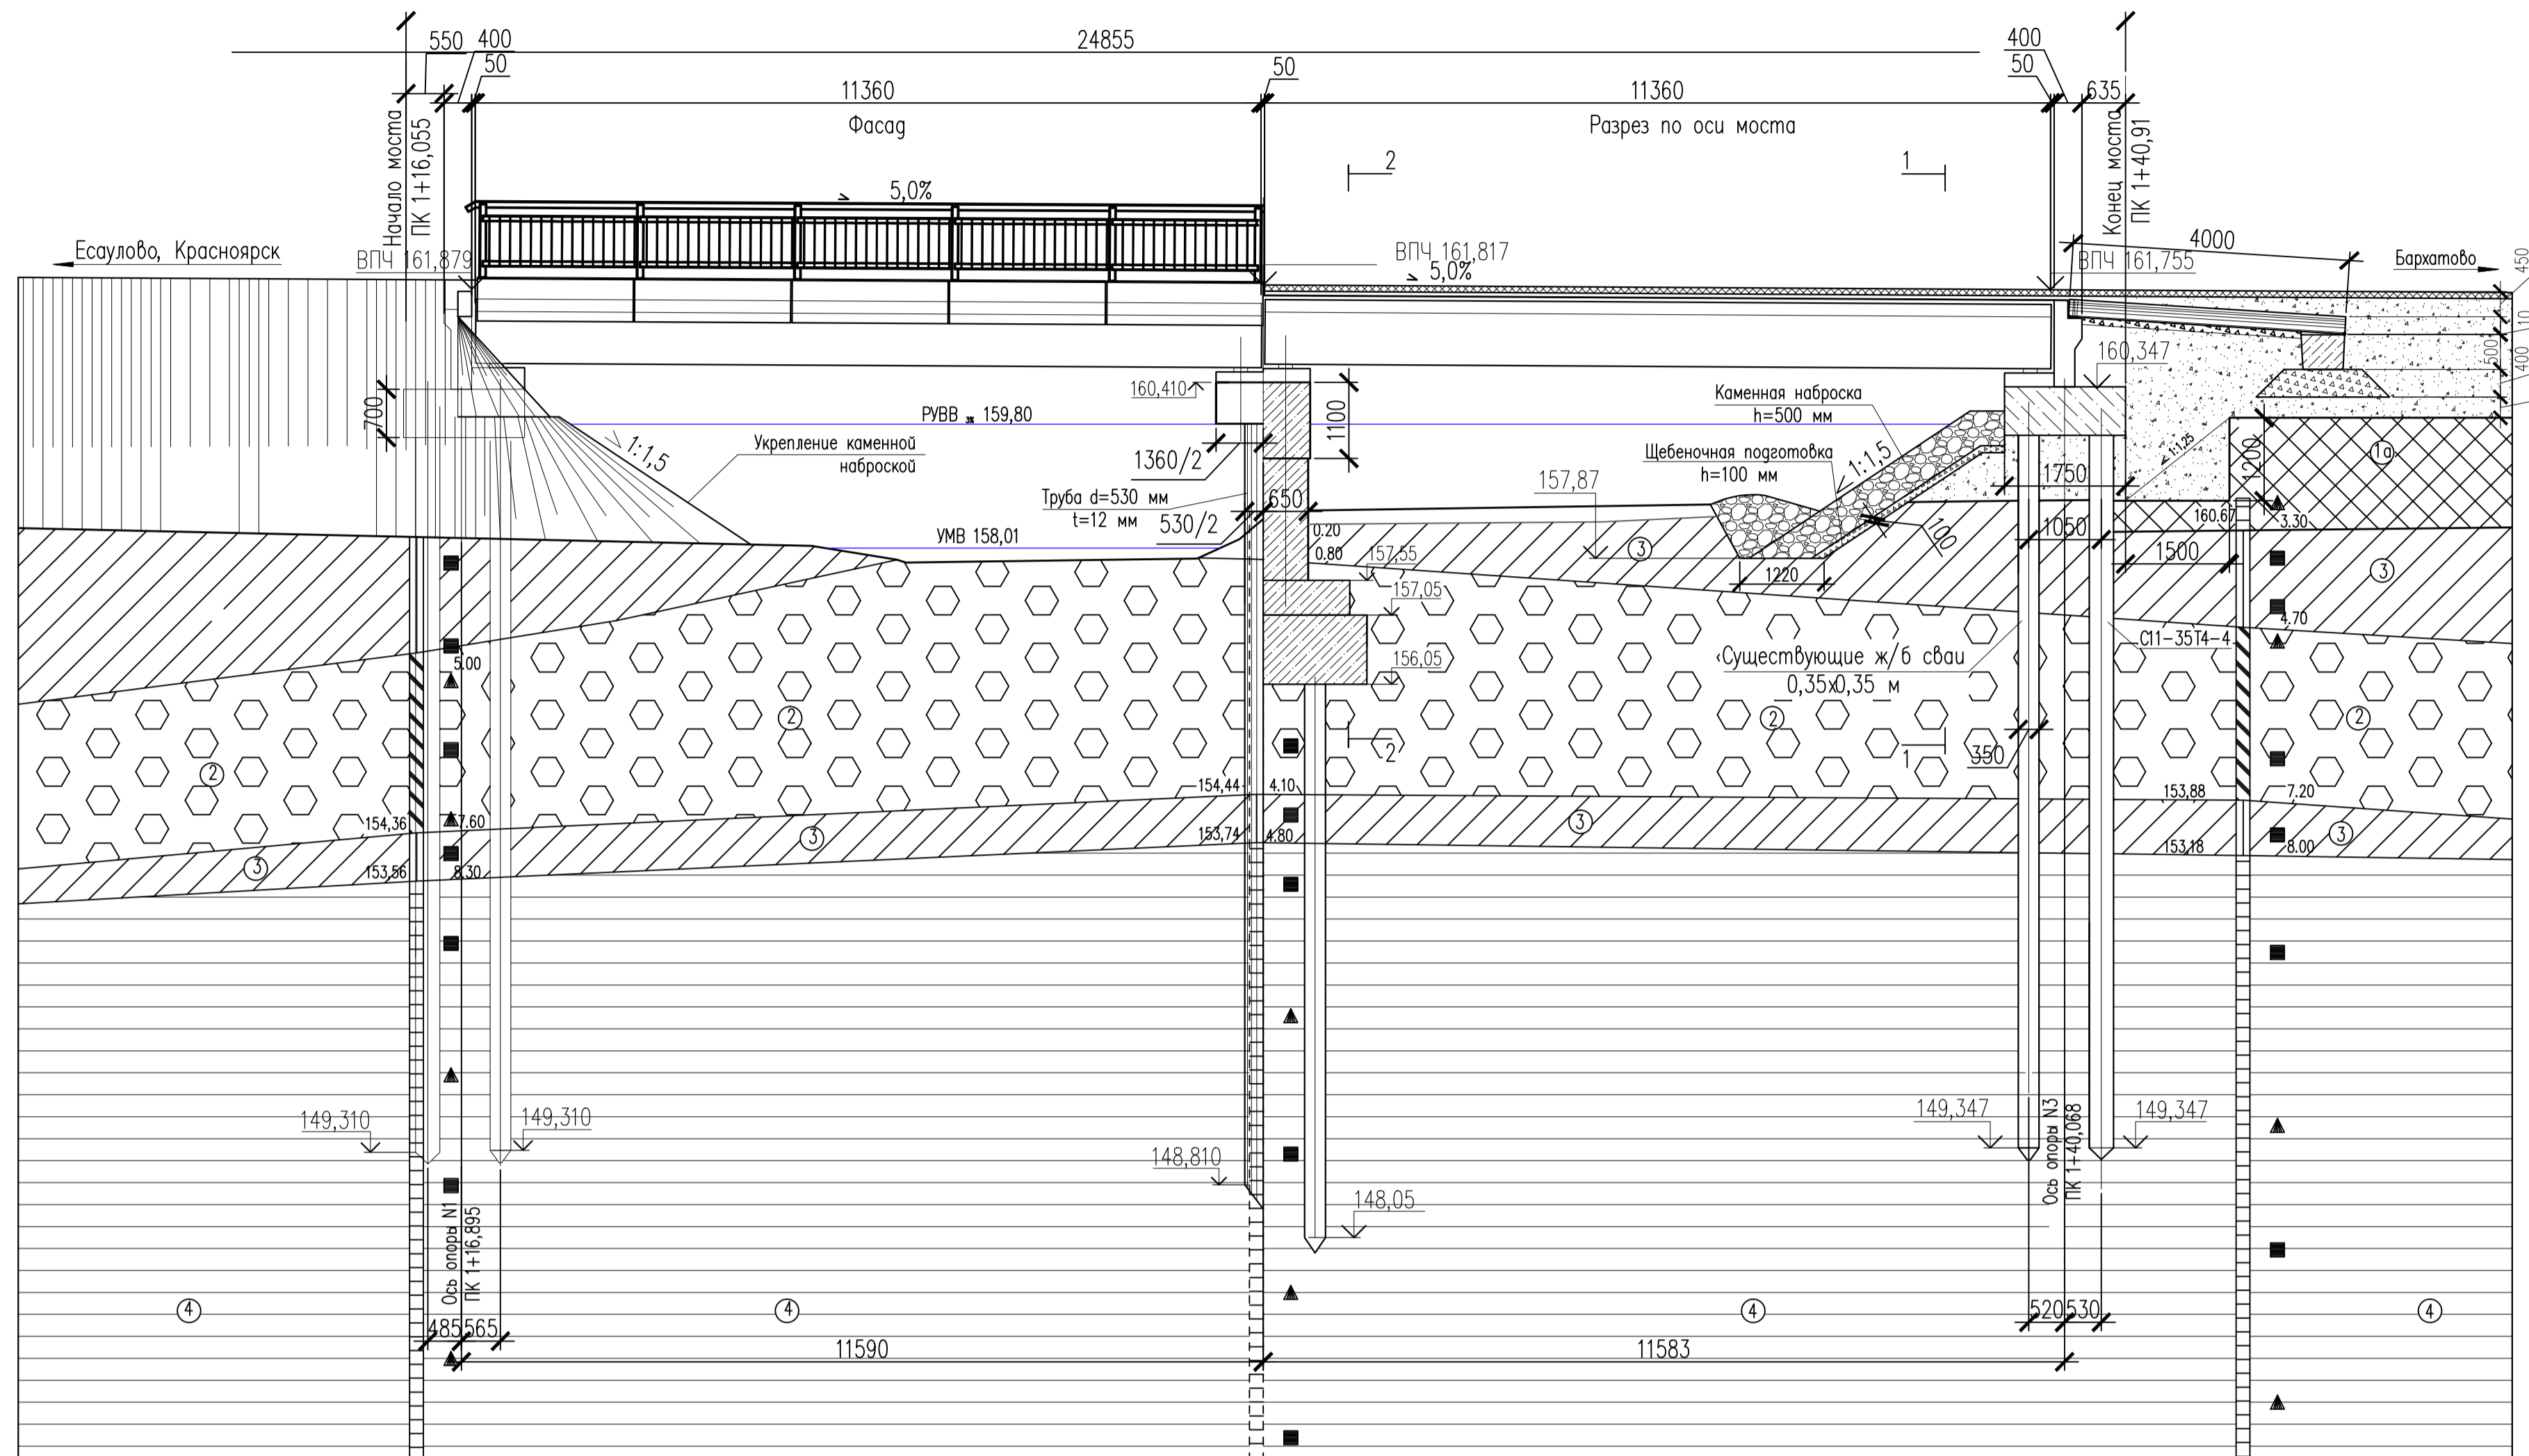 550
400
50
24855
50
400
50
11360
11360
635
Фасад
Разрез по оси моста
Начало моста
ПК 1+16,055
Конец моста
ПК 1+40,91
2
1
5,0%
Есаулово, Красноярск
ВПЧ 161,879
ВПЧ 161,817
5,0%
ВПЧ 161,755
4000
Бархатово
450
110
500
400
160,347
160,410
700
1100
РУВВ 3% 159,80
Каменная наброска
h=500 мм
1:1,5
Укрепление каменной
наброской
1360/2
Щебеночная подготовка
h=100 мм
1:1,5
1:1,25
1200
1а
157,87
1750
Труба d=530 мм
t=12 мм
650
530/2
УМВ 158,01
0.20
0.80
157,55
3
100
1050
160.67
3.30
1500
3
1220
157,05
4.70
С11-35Т4-4
5.00
156,05
Существующие ж/б сваи
0,35х0,35 м
2
2
2
2
2
1
350
154,44
4.10
153,88
7.20
154,36
7.60
3
153,74
4.80
3
153,18
8.00
3
3
153,56
8.30
149,310
149,310
149,347
149,347
148,810
148,05
Ось опоры N1
ПК 1+16,895
Ось опоры N3
ПК 1+40,068
4
4
4
4
485
565
520
530
11590
11583